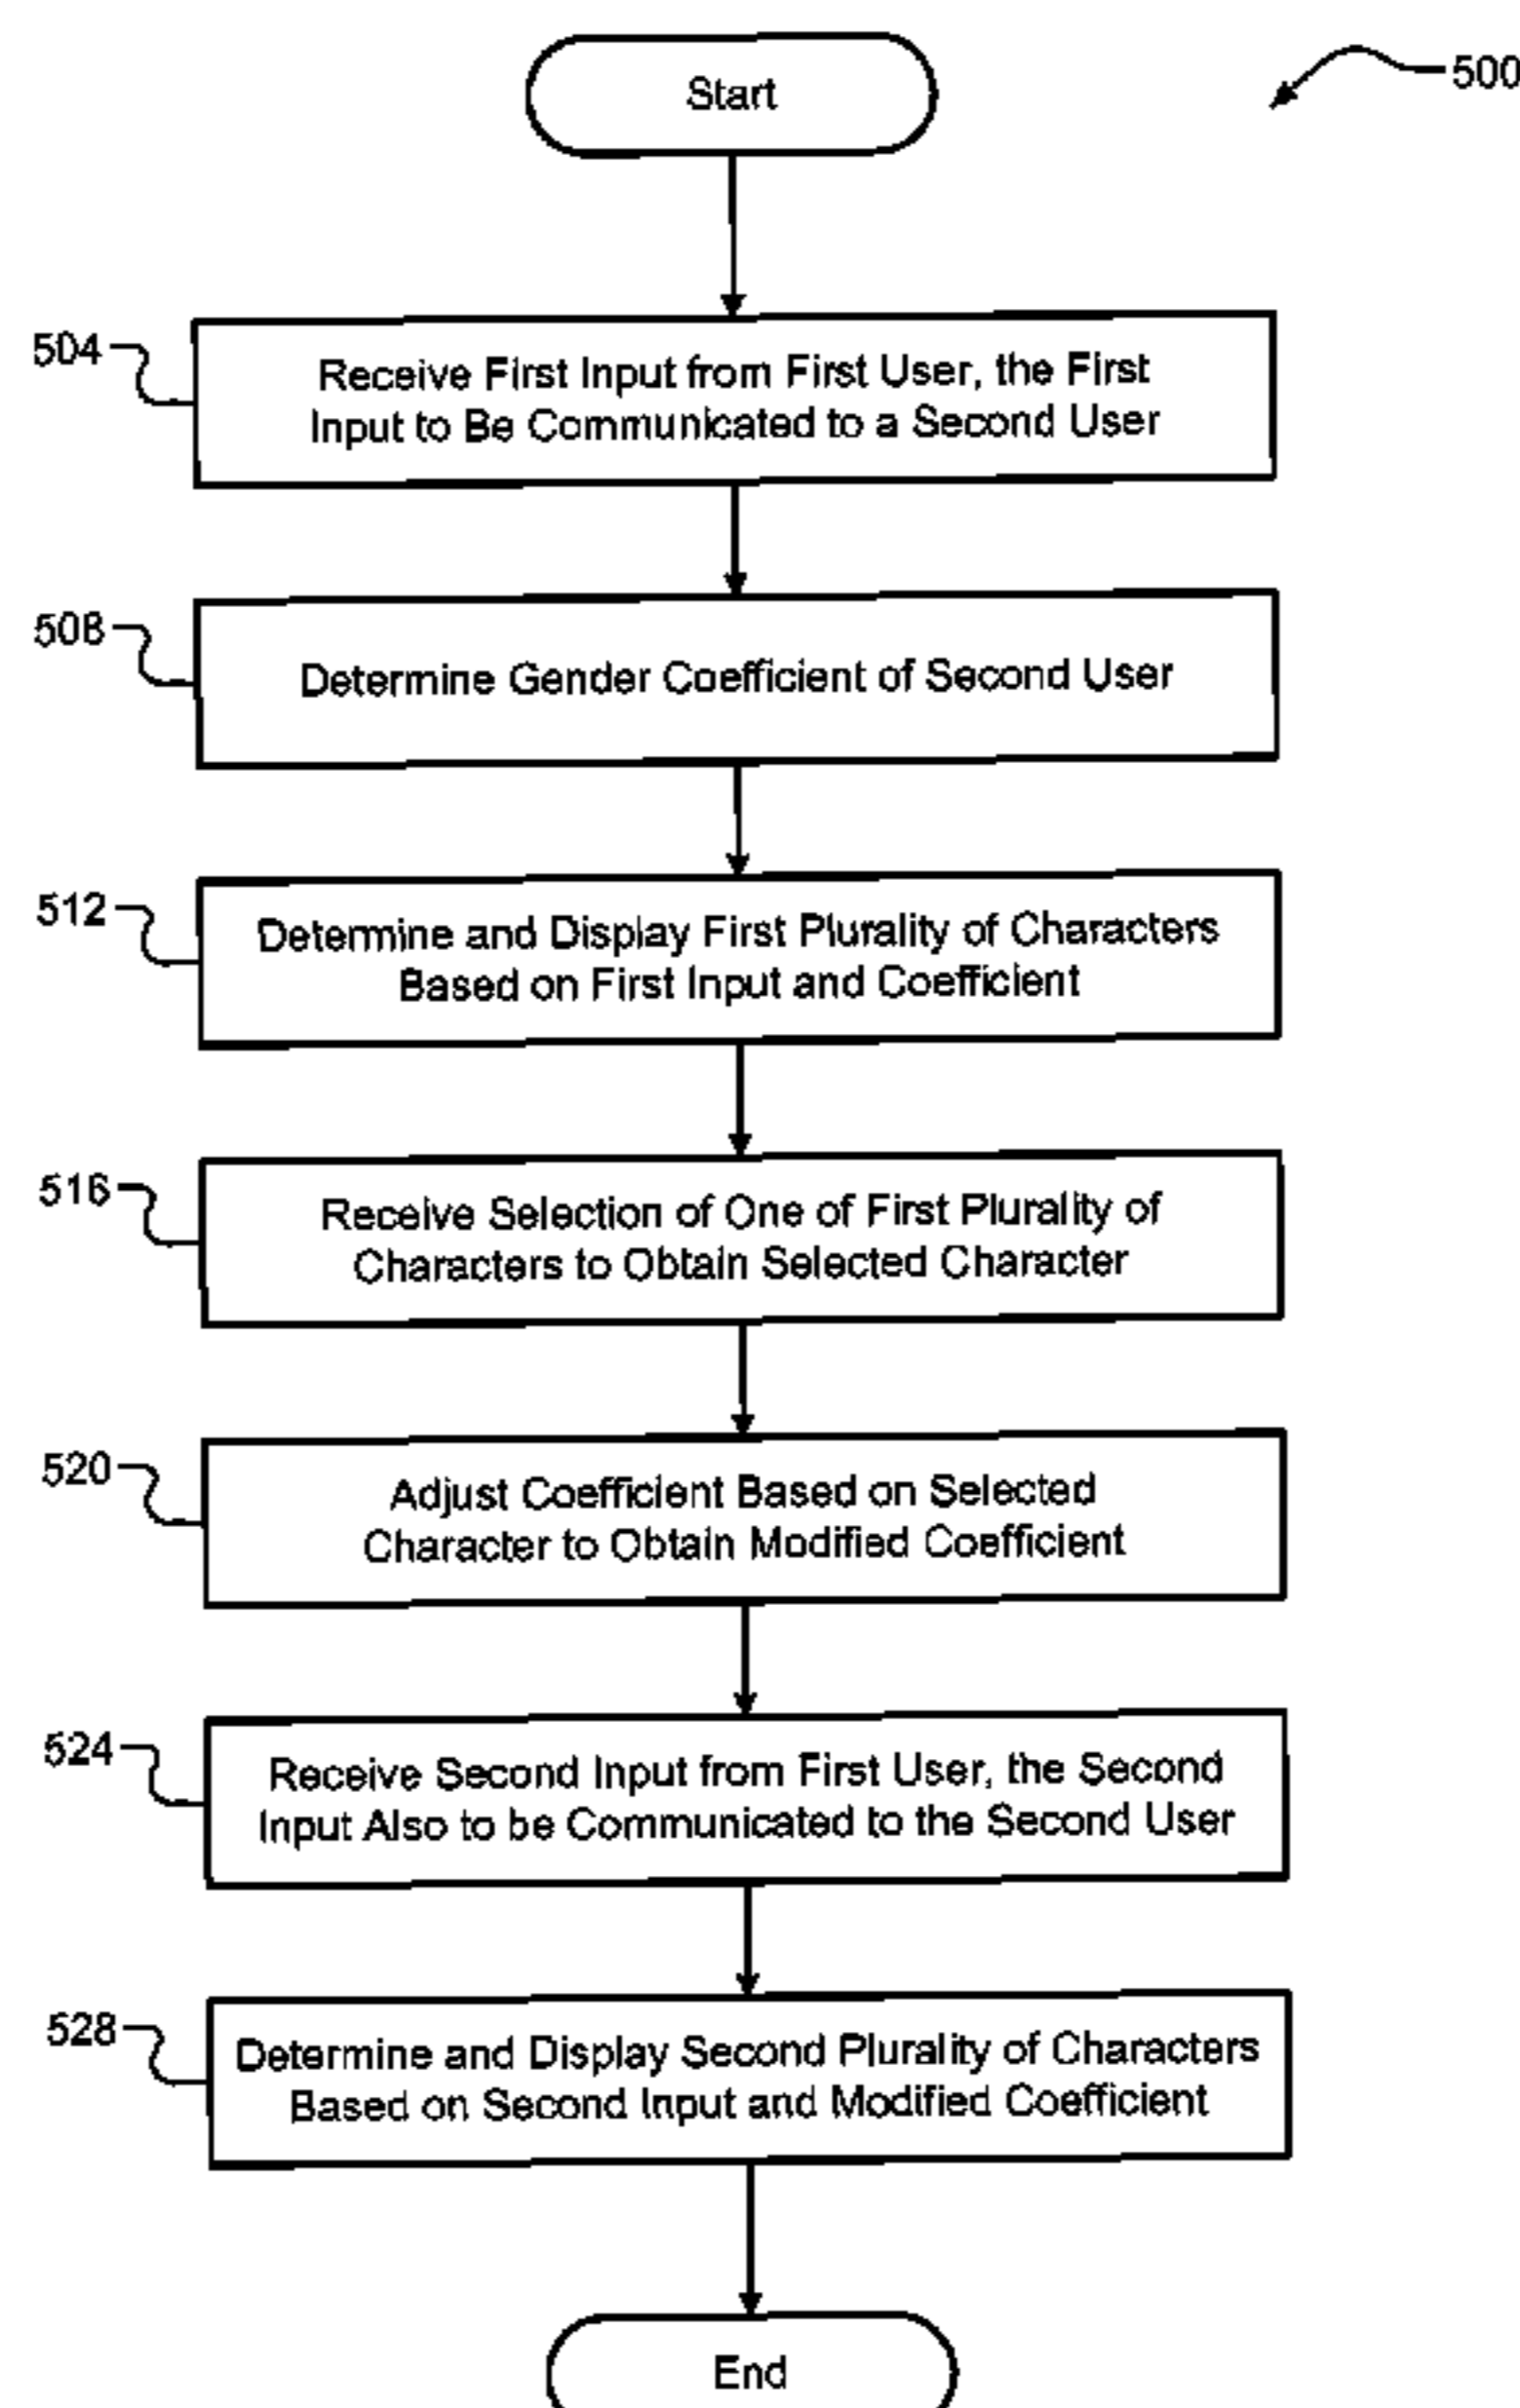 Start
500
504
Receive First Input from First User, the First
Input to Be Communicated to a Second User
508
Determine Gender Coefficient of Second User
512
Determine and Display First Plurality of Characters
Based on First Input and Coefficient
516
Receive Selection of One of First Plurality of
Characters to Obtain Selected Character
520
Adjust Coefficient Based on Selected
Character to Obtain Modified Coefficient
524
Receive Second Input from First User, the Second
Input Also to be Communicated to the Second User
528
Determine and Display Second Plurality of Characters
Based on Second Input and Modified Coefficient
End